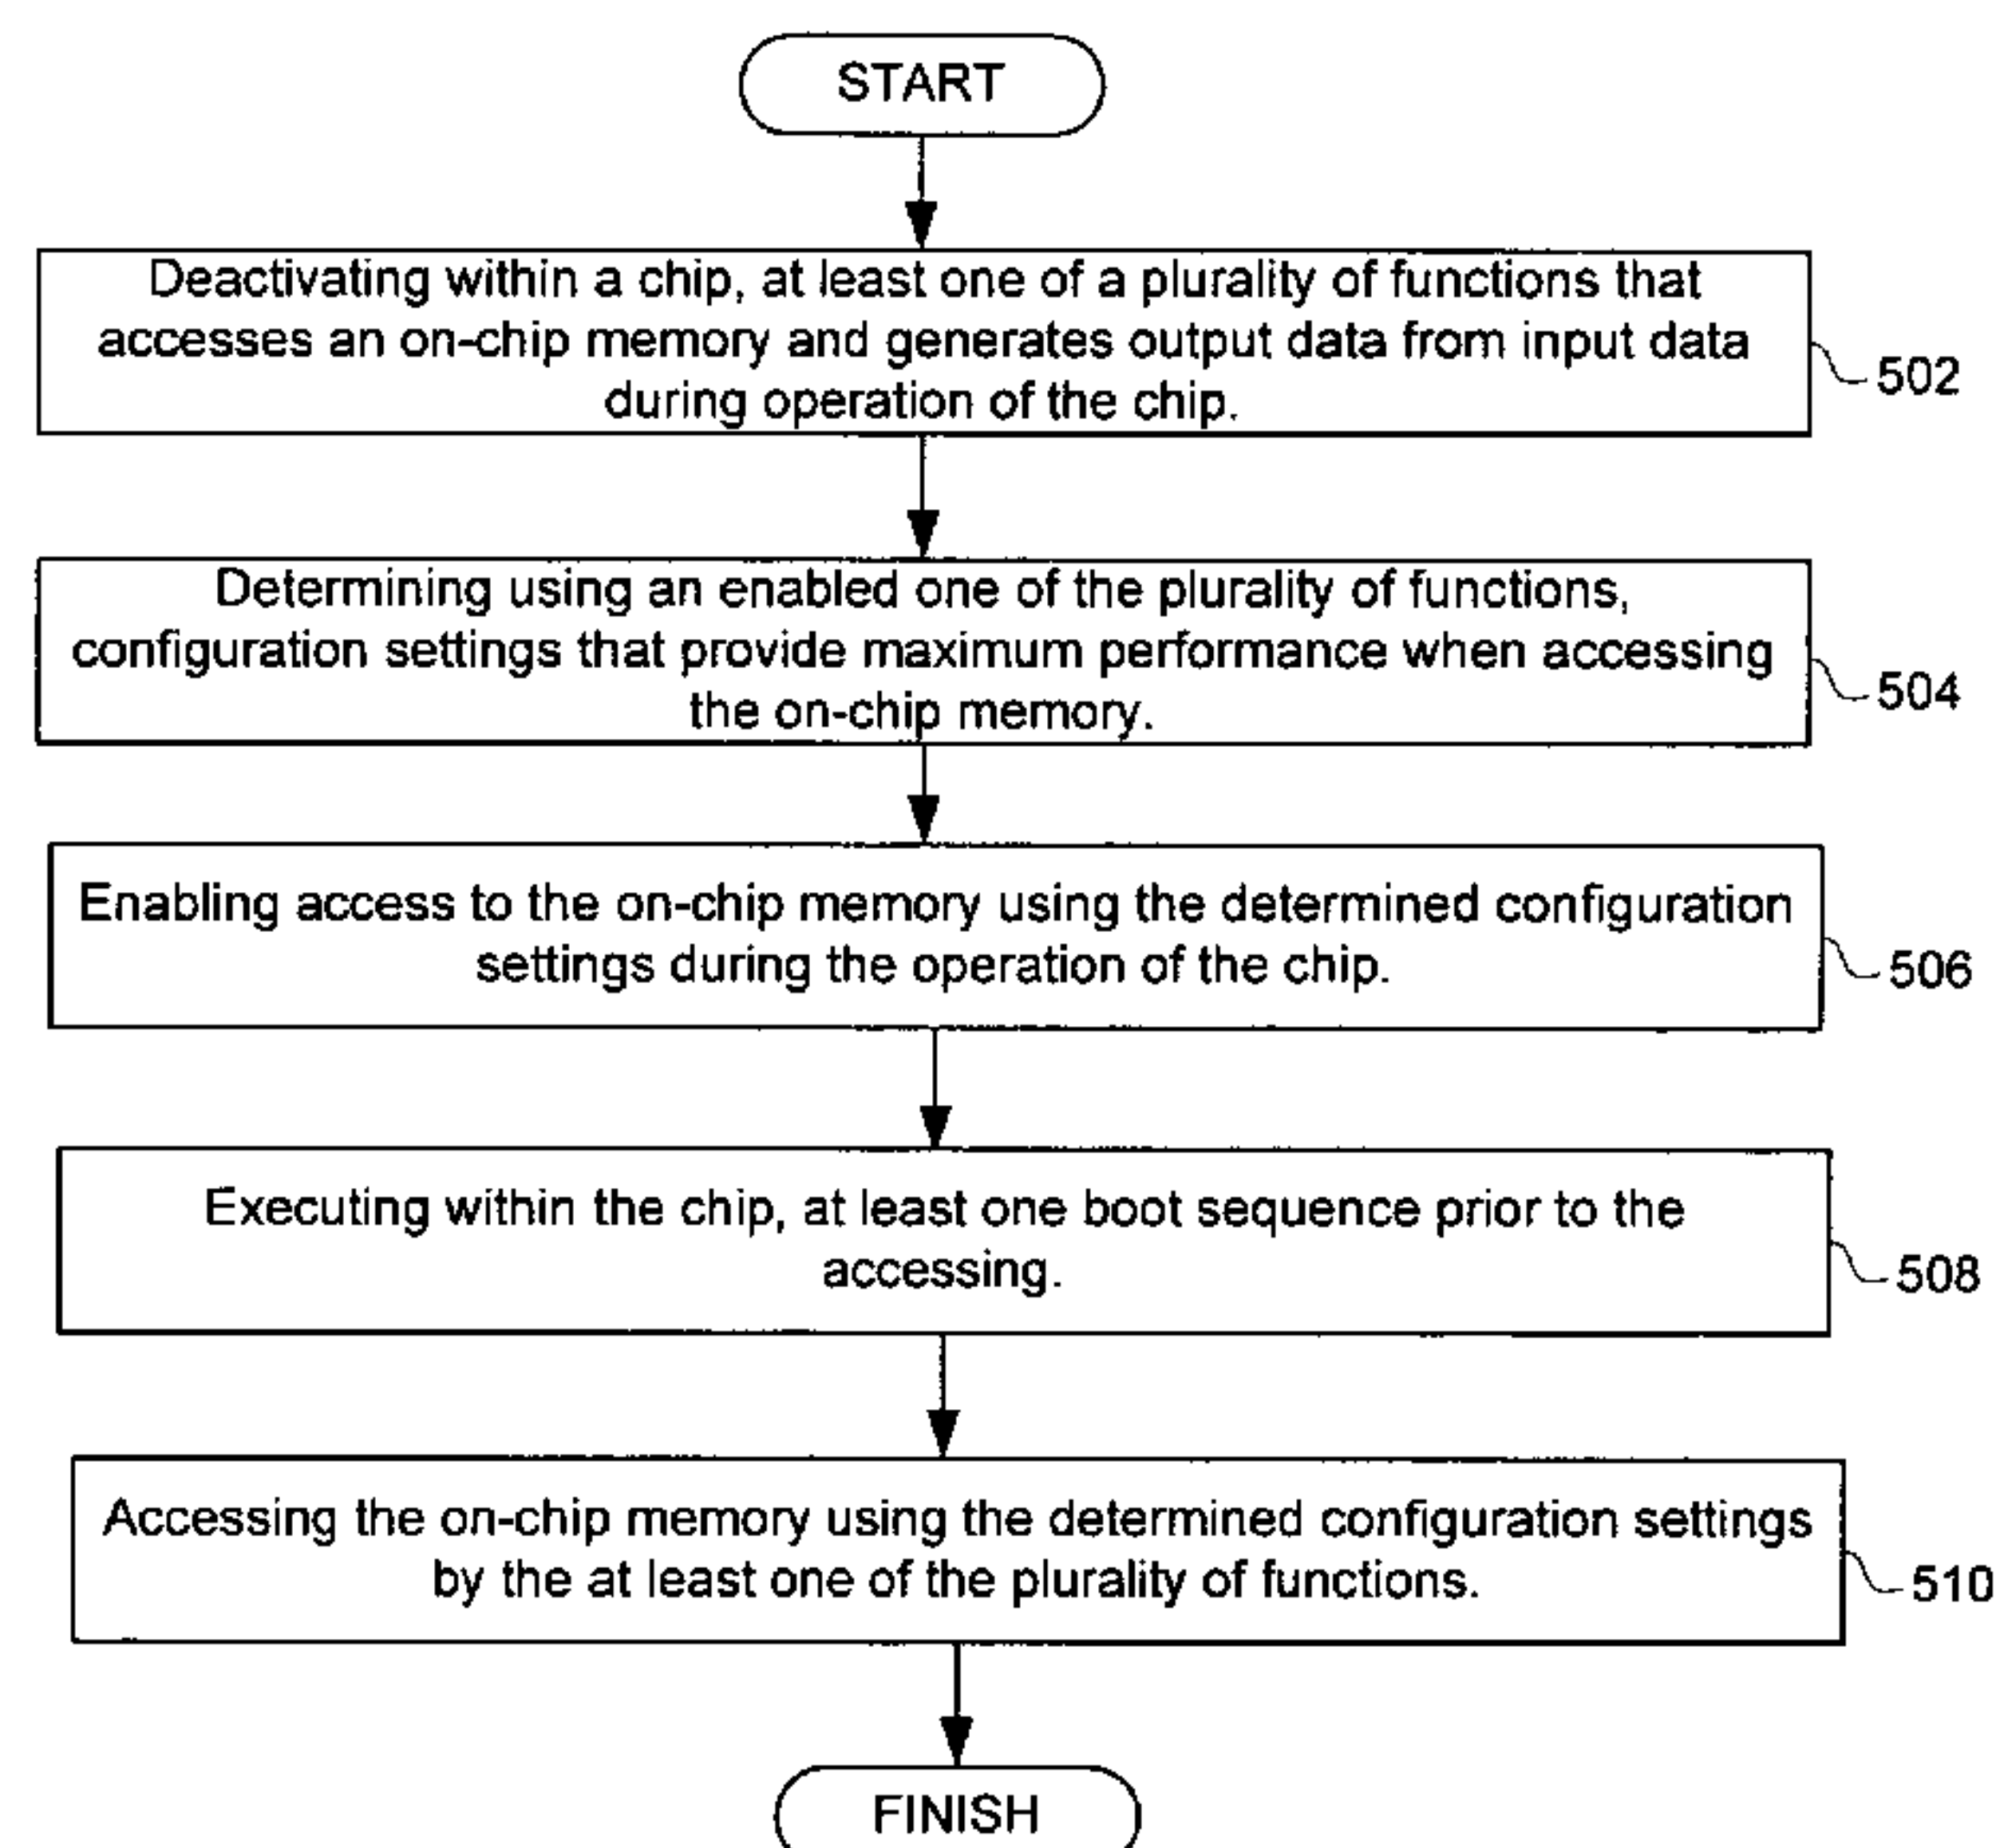 START
Deactivating within a chip, at least one of a plurality of functions that
accesses an on-chip memory and generates output data from input data
during operation of the chip.
502
Determining using an enabled one of the plurality of functions,
configuration settings that provide maximum performance when accessing
the on-chip memory.
504
Enabling access to the on-chip memory using the determined configuration
settings during the operation of the chip.
506
Executing within the chip, at least one boot sequence prior to the
accessing.
508
Accessing the on-chip memory using the determined configuration settings
by the at least one of the plurality of functions.
510
FINISH